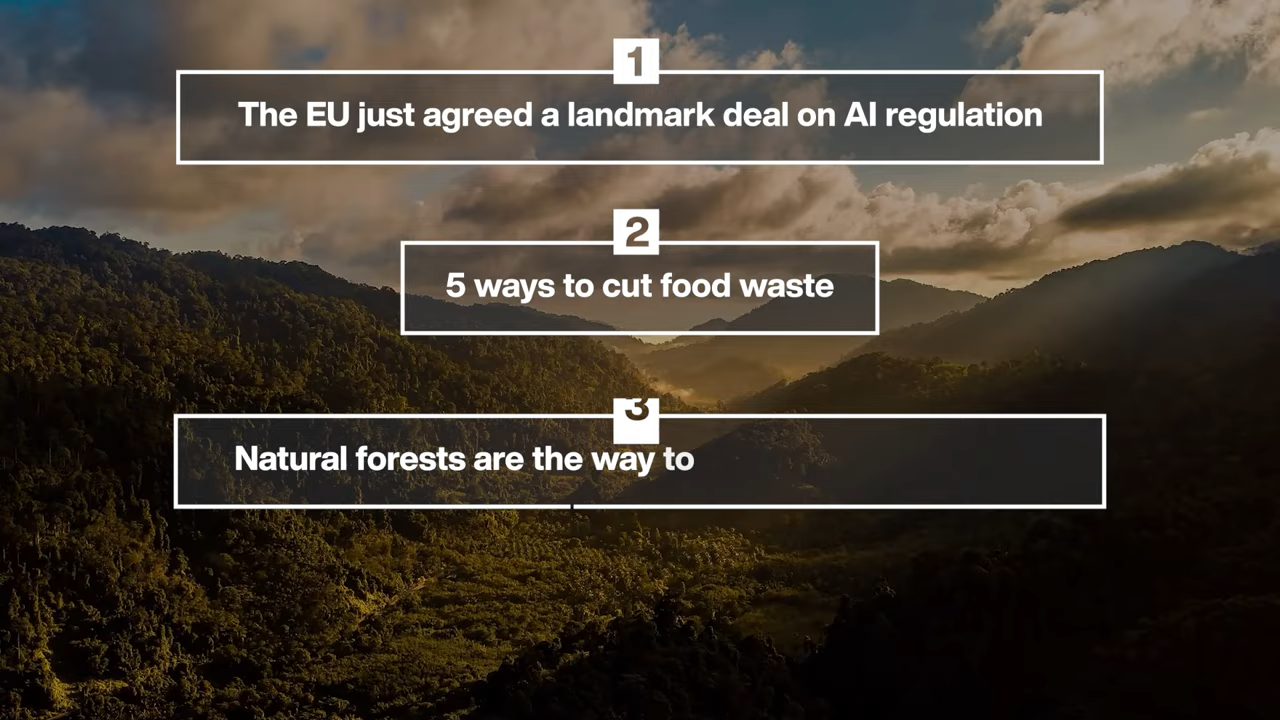 1
The EU just agreed a landmark deal on AI regulation
2
5 ways to cut food waste
3
Natural forests are the way to